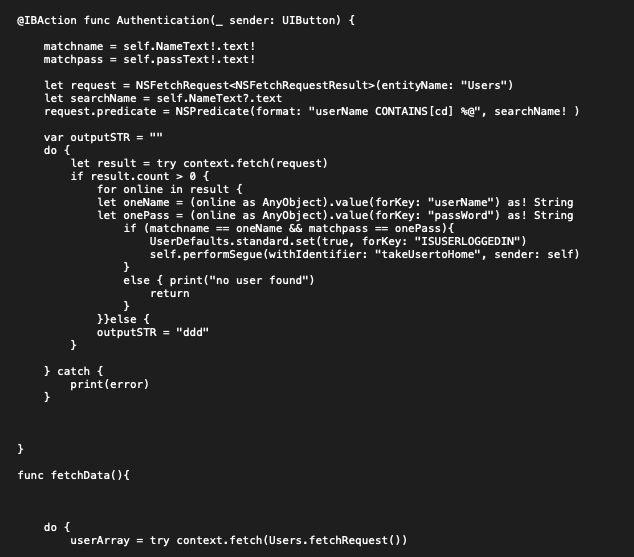 @IBAction func Authentication(_ sender: UIButton) {
matchname = self.NameText!.text!
matchpass = self.passText!.text!
let request = NSFetchRequest<NSFetchRequestResult>(entityName: "Users")
let searchName = self.NameText?.text
request.predicate = NSPredicate(format: "userName CONTAINS[cd] %@", searchName! )
var outputSTR = ""
do {
let result = try context.fetch(request)
if result.count > 0 {
for online in result {
let oneName = (online as AnyObject).value(forKey: "userName") as! String
let onePass = (online as AnyObject).value(forKey: "passWord") as! String
if (matchname == oneName && matchpass == onePass){
UserDefaults.standard.set(true, forKey: "ISUSERLOGGEDIN")
self.performSegue(withIdentifier: "takeUsertoHome", sender: self)
}
else { print("no user found")
return
}
}}else {
outputSTR = "ddd"
}
} catch {
print(error)
}
}
func fetchData(){
do {
userArray = try context.fetch(Users.fetchRequest())